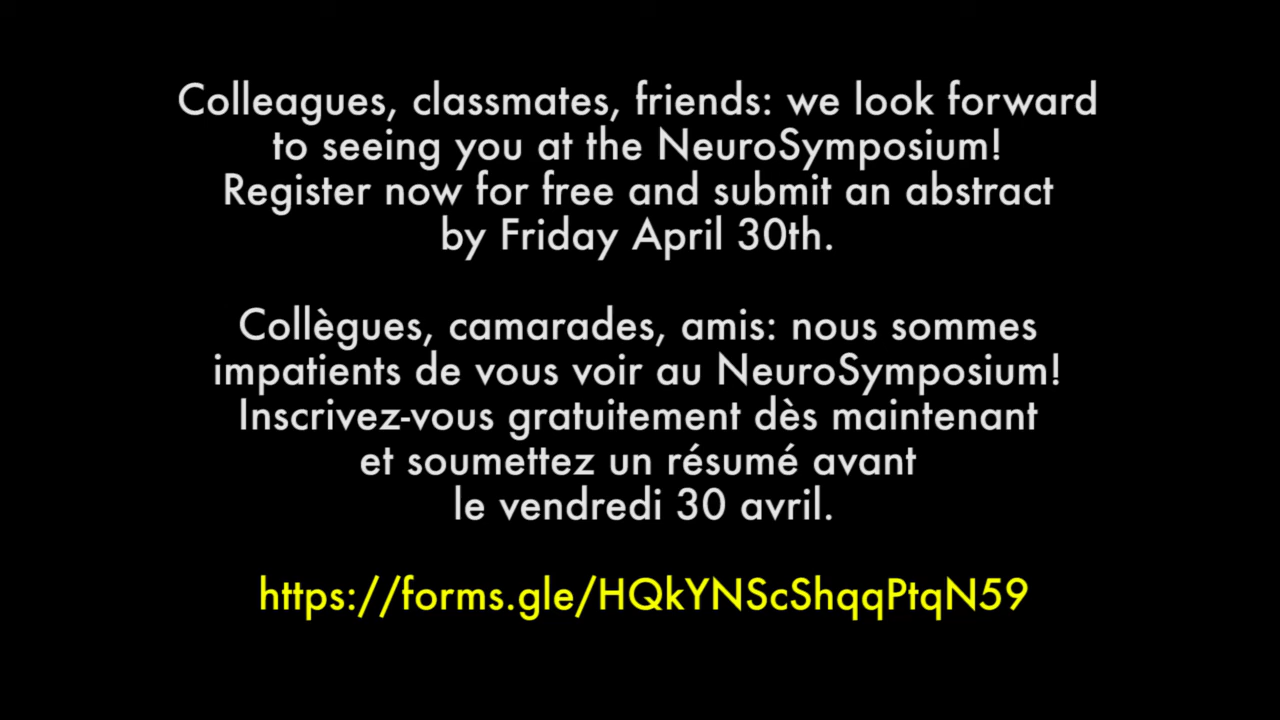 Colleagues, classmates, friends: we look forward
to seeing you at the NeuroSymposium!
Register now for free and submit an abstract
by Friday April 30th.
Collègues, camarades, amis: nous sommes
impatients de vous voir au NeuroSymposium!
Inscrivez-vous gratuitement dès maintenant
et soumettez un résumé avant
le vendredi 30 avril.
https://forms.gle/HQkYNScShqqPtqN59